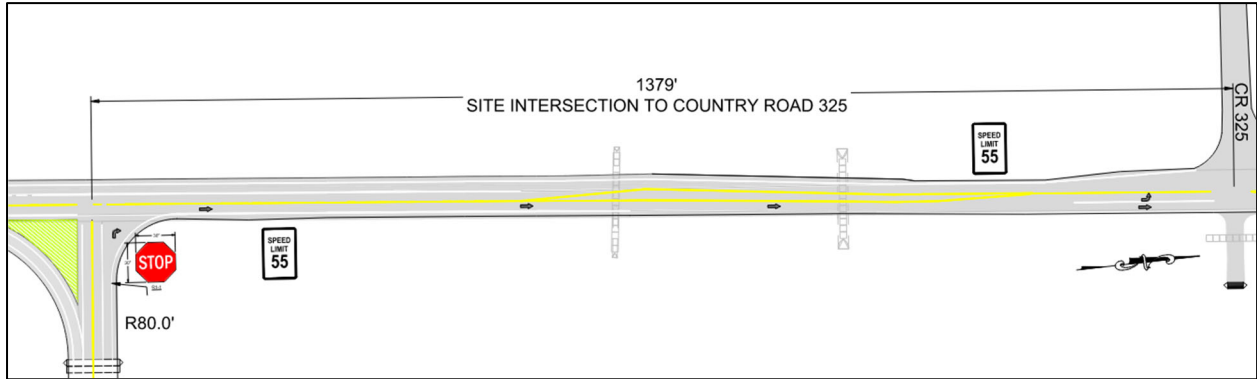 1379'
SITE INTERSECTION TO COUNTRY ROAD 325
CR 325
SPEED
LIMIT
55
SPEED
LIMIT
55
STOP
R80.0'